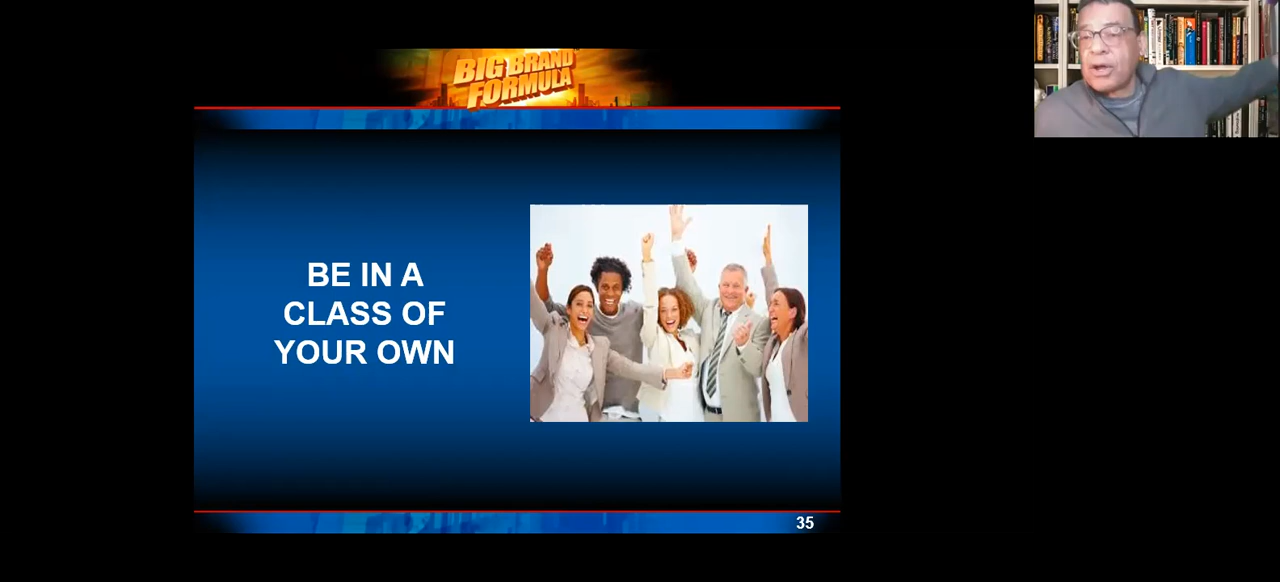 BIG BRAND
FORMULA
BE IN A
CLASS OF
YOUR OWN
35